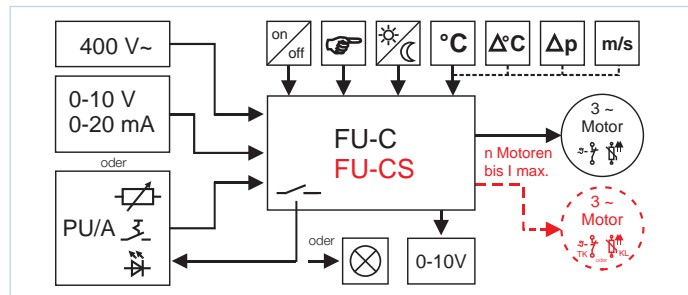 400 V~
on
off
°C
Δ°C
Δp
m/s
0-10 V
0-20 mA
oder
PU/A
FU-C
FU-CS
3 ~
Motor
n Motoren
bis I max.
3 ~
Motor
TK oder KL
oder
0-10V